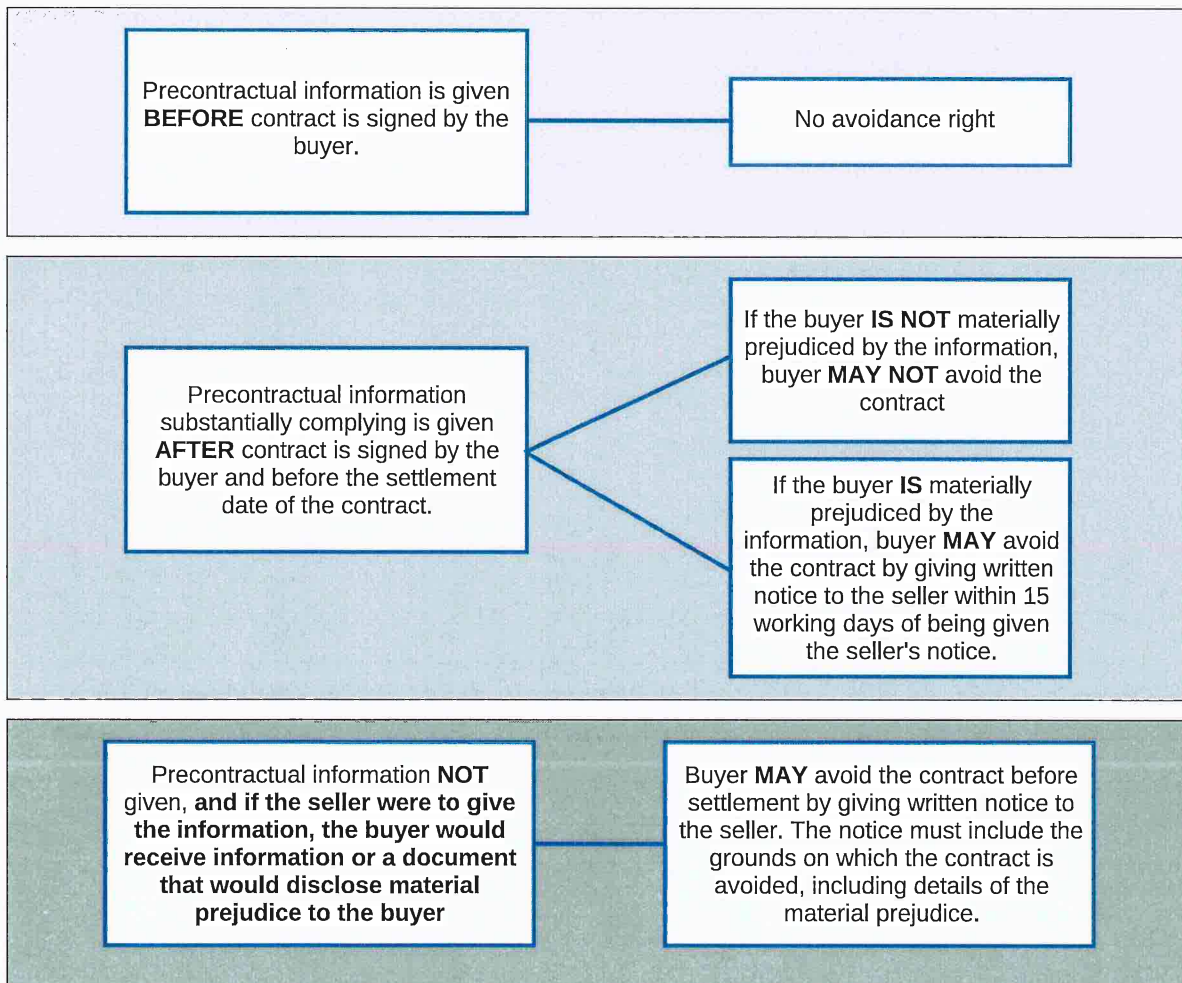 Precontractual information is given
BEFORE contract is signed by the
buyer.
No avoidance right
Precontractual information
substantially complying is given
AFTER contract is signed by the
buyer and before the settlement
date of the contract.
If the buyer IS NOT materially
prejudiced by the information,
buyer MAY NOT avoid the
contract
If the buyer IS materially
prejudiced by the
information, buyer MAY avoid
the contract by giving written
notice to the seller within 15
working days of being given
the seller's notice.
Precontractual information NOT
given, and if the seller were to give
the information, the buyer would
receive information or a document
that would disclose material
prejudice to the buyer
Buyer MAY avoid the contract before
settlement by giving written notice to
the seller. The notice must include the
grounds on which the contract is
avoided, including details of the
material prejudice.